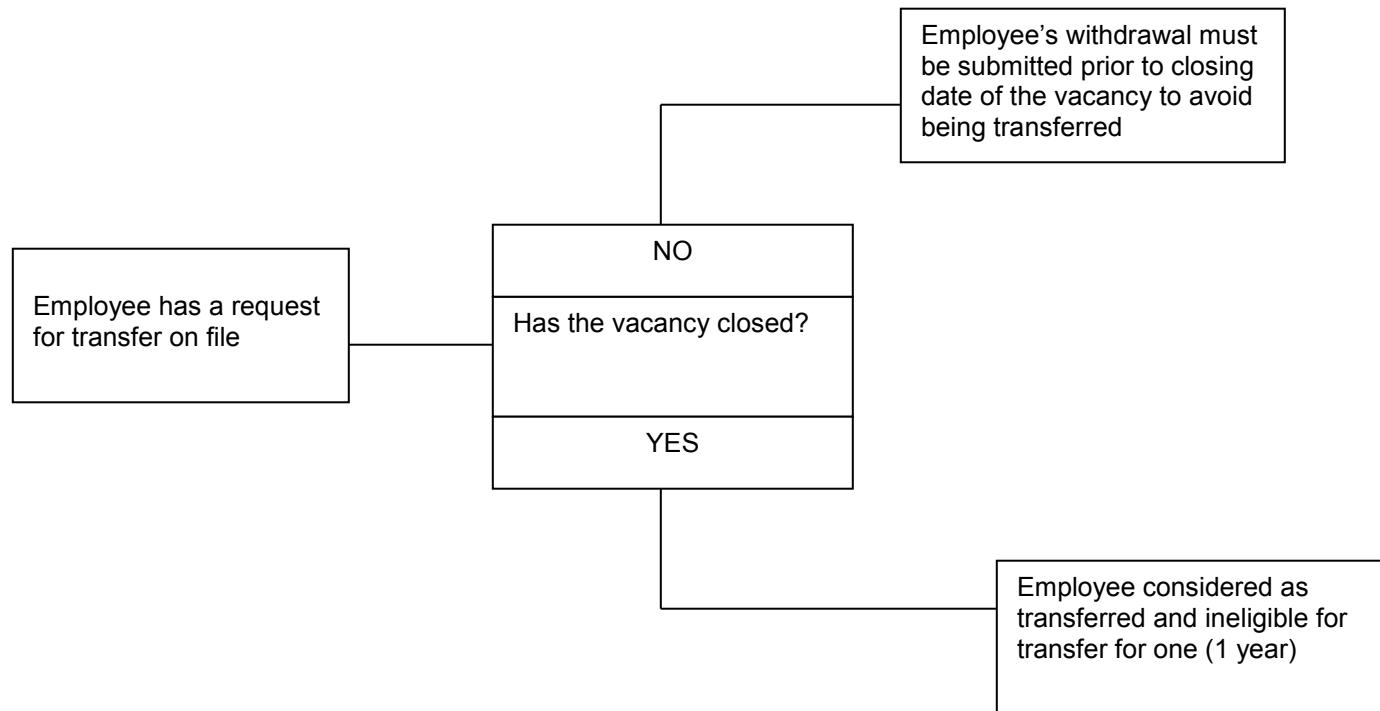 Employee’s withdrawal must
be submitted prior to closing
date of the vacancy to avoid
being transferred
NO
Employee has a request
for transfer on file
Has the vacancy closed?
YES
Employee considered as
transferred and ineligible for
transfer for one (1 year)